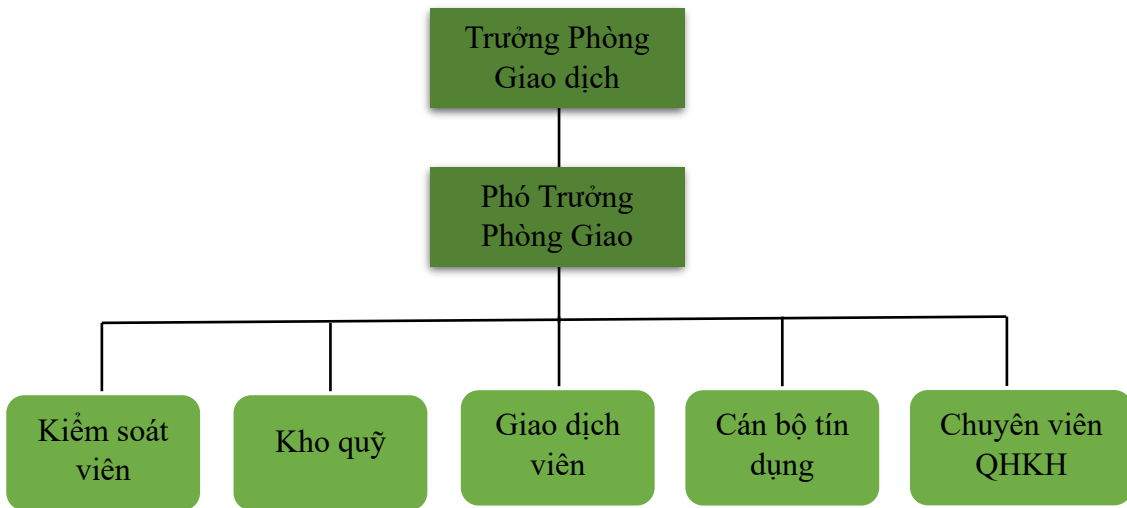 Trưởng Phòng
Giao dịch
Phó Trưởng
Phòng Giao
Kiểm soát
viên
Kho quỹ
Giao dịch
viên
Cán bộ tín
dụng
Chuyên viên
QHKH